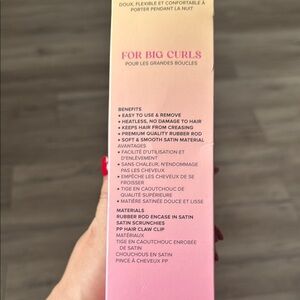 DOUX, FLEXIBLE ET CONFORTABLE À
PORTER PENDANT LA NUIT
FOR BIG CURLS
POUR LES GRANDES BOUCLES
BENEFITS
• EASY TO USE & REMOVE
• HEATLESS, NO DAMAGE TO HAIR
• KEEPS HAIR FROM CREASING
• PREMIUM QUALITY RUBBER ROD
• SOFT & SMOOTH SATIN MATERIAL
AVANTAGES
• FACILITÉ D'UTILISATION ET
D'ENLÈVEMENT
• SANS CHALEUR, N'ENDOMMAGE
PAS LES CHEVEUX
• EMPÊCHE LES CHEVEUX DE SE
FROISSER
• TIGE EN CAOUTCHOUC DE
QUALITÉ SUPÉRIEURE
• MATIÈRE SATINÉE DOUCE ET LISSE
MATERIALS
RUBBER ROD ENCASE IN SATIN
SATIN SCRUNCHIES
PP HAIR CLAW CLIP
MATÉRIAUX
TIGE EN CAOUTCHOUC ENROBÉE
DE SATIN
CHOUCHOUS EN SATIN
PINCE À CHEVEUX PP